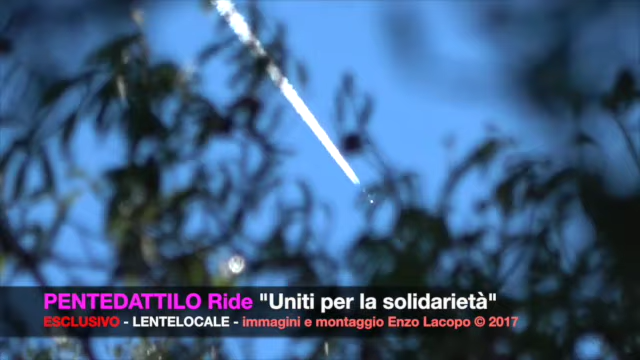 PENTEDATTILO Ride "Uniti per la solidarietà"
ESCLUSIVO - LENTELOCALE - immagini e montaggio Enzo Lacopo © 2017